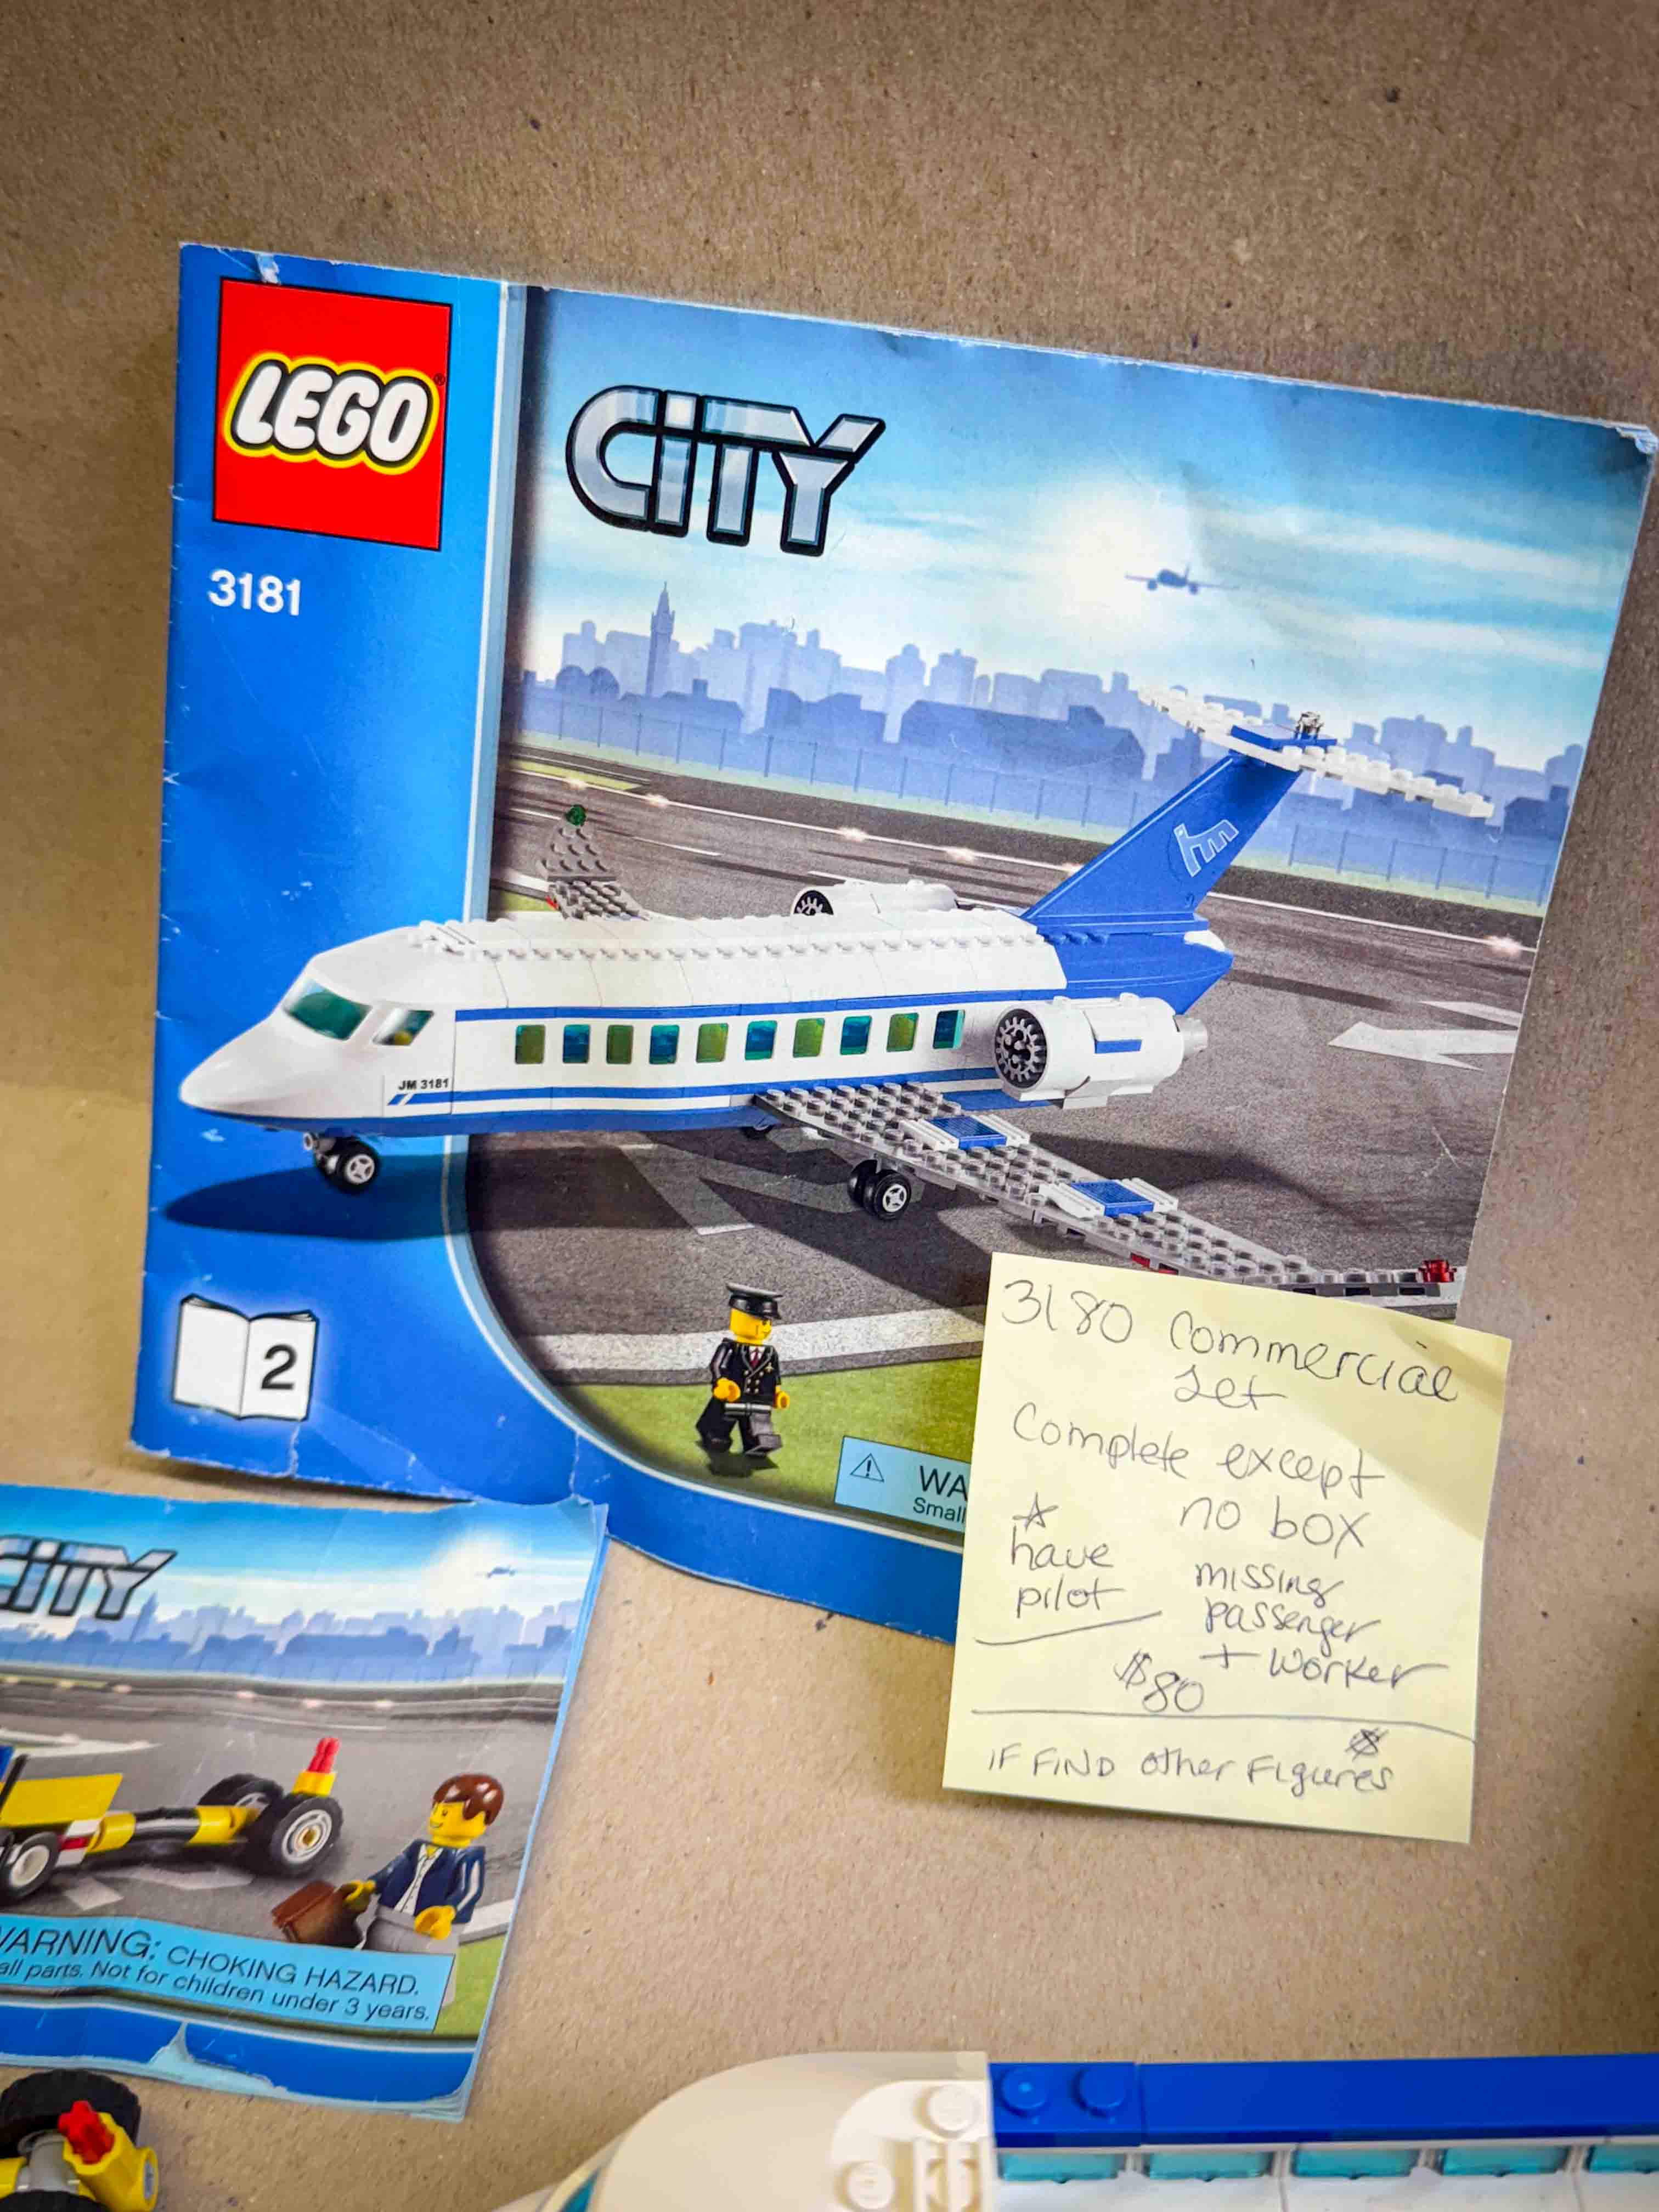 LEGO®
CITY
3181
JM 3181
2
WA
Small
3180 Commercial
Set
Complete except
no box
☆
have
pilot
missing
passenger
+ worker
$80
IF FIND other Figures
CITY
WARNING: CHOKING HAZARD.
all parts. Not for children under 3 years.